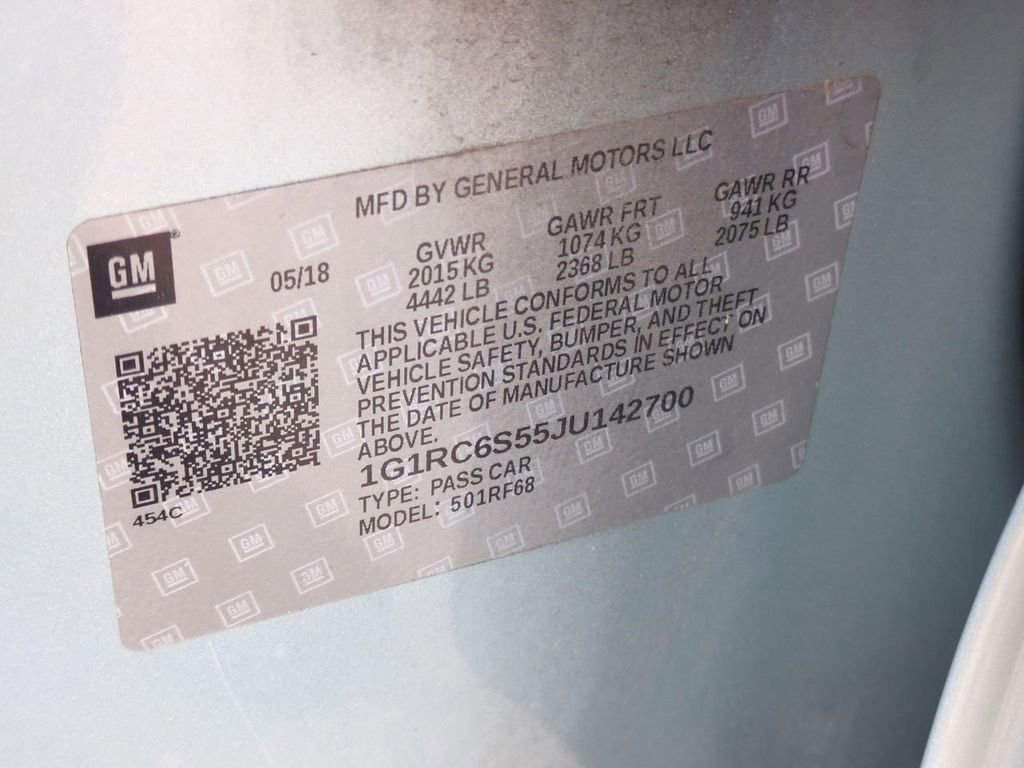 MFD BY GENERAL MOTORS LLC
GM
05/18
GVWR GAWR FRT GAWR RR
2015 KG 1074 KG 941 KG
4442 LB 2368 LB 2075 LB
THIS VEHICLE CONFORMS TO ALL
APPLICABLE U.S. FEDERAL MOTOR
VEHICLE SAFETY, BUMPER, AND THEFT
PREVENTION STANDARDS IN EFFECT ON
THE DATE OF MANUFACTURE SHOWN
ABOVE.
1G1RC6S55JU142700
TYPE: PASS CAR
MODEL: 501RF68
454C